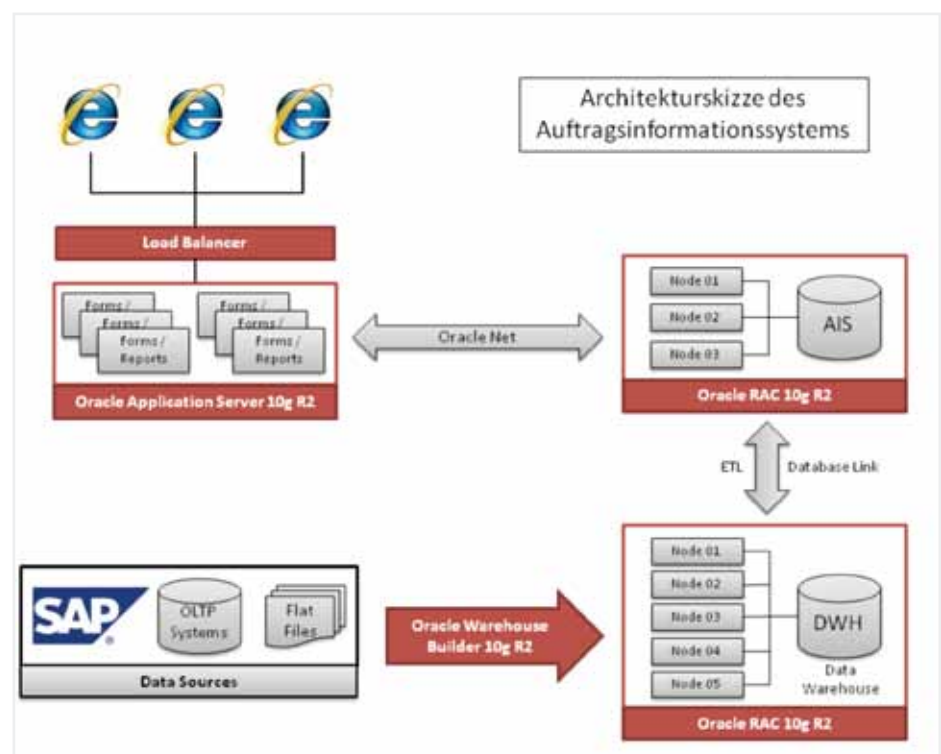 Architekturskizze des
Auftragsinformationssystems
Load Balancer
Forms /
Forms /
Forms /
Reports
Forms /
Forms /
Forms /
Reports
Oracle Application Server 10g R2
Oracle Net
Node 01
Node 02
Node 03
AIS
Oracle RAC 10g R2
ETL
Database Link
SAP
®
OLTP
Systems
Flat
Files
Data Sources
Oracle Warehouse
Builder 10g R2
Node 01
Node 02
Node 03
Node 04
Node 05
DWH
Data
Warehouse
Oracle RAC 10g R2